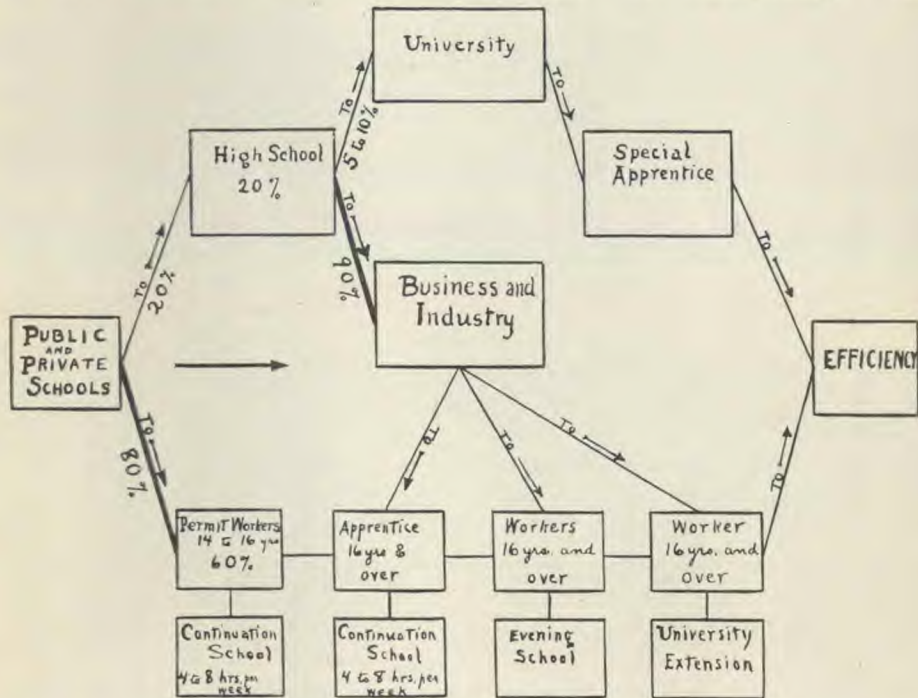 University
TO
5 to 10%
TO
High School
20%
Special
Apprentice
TO
20%
TO
90%
TO
Business and
Industry
PUBLIC
AND
PRIVATE
SCHOOLS
EFFICIENCY
TO
80%
TO
TO
TO
TO
Permit Workers
14 to 16 yrs
60%
Apprentice
16 yrs &
over
Workers
16 yrs. and
over
Worker
16 yrs. and
over
Continuation
School
4 to 8 hrs. per
week
Continuation
School
4 to 8 hrs. per
week
Evening
School
University
Extension